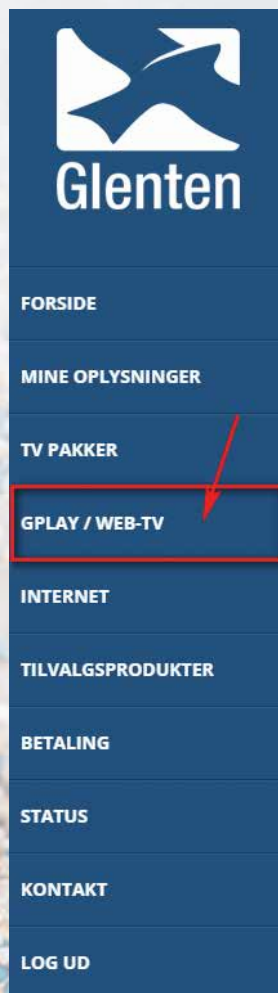 Glenten
FORSIDE
MINE OPLYSNINGER
TV PAKKER
GPLAY / WEB-TV
INTERNET
TILVALGSPRODUKTER
BETALING
STATUS
KONTAKT
LOG UD